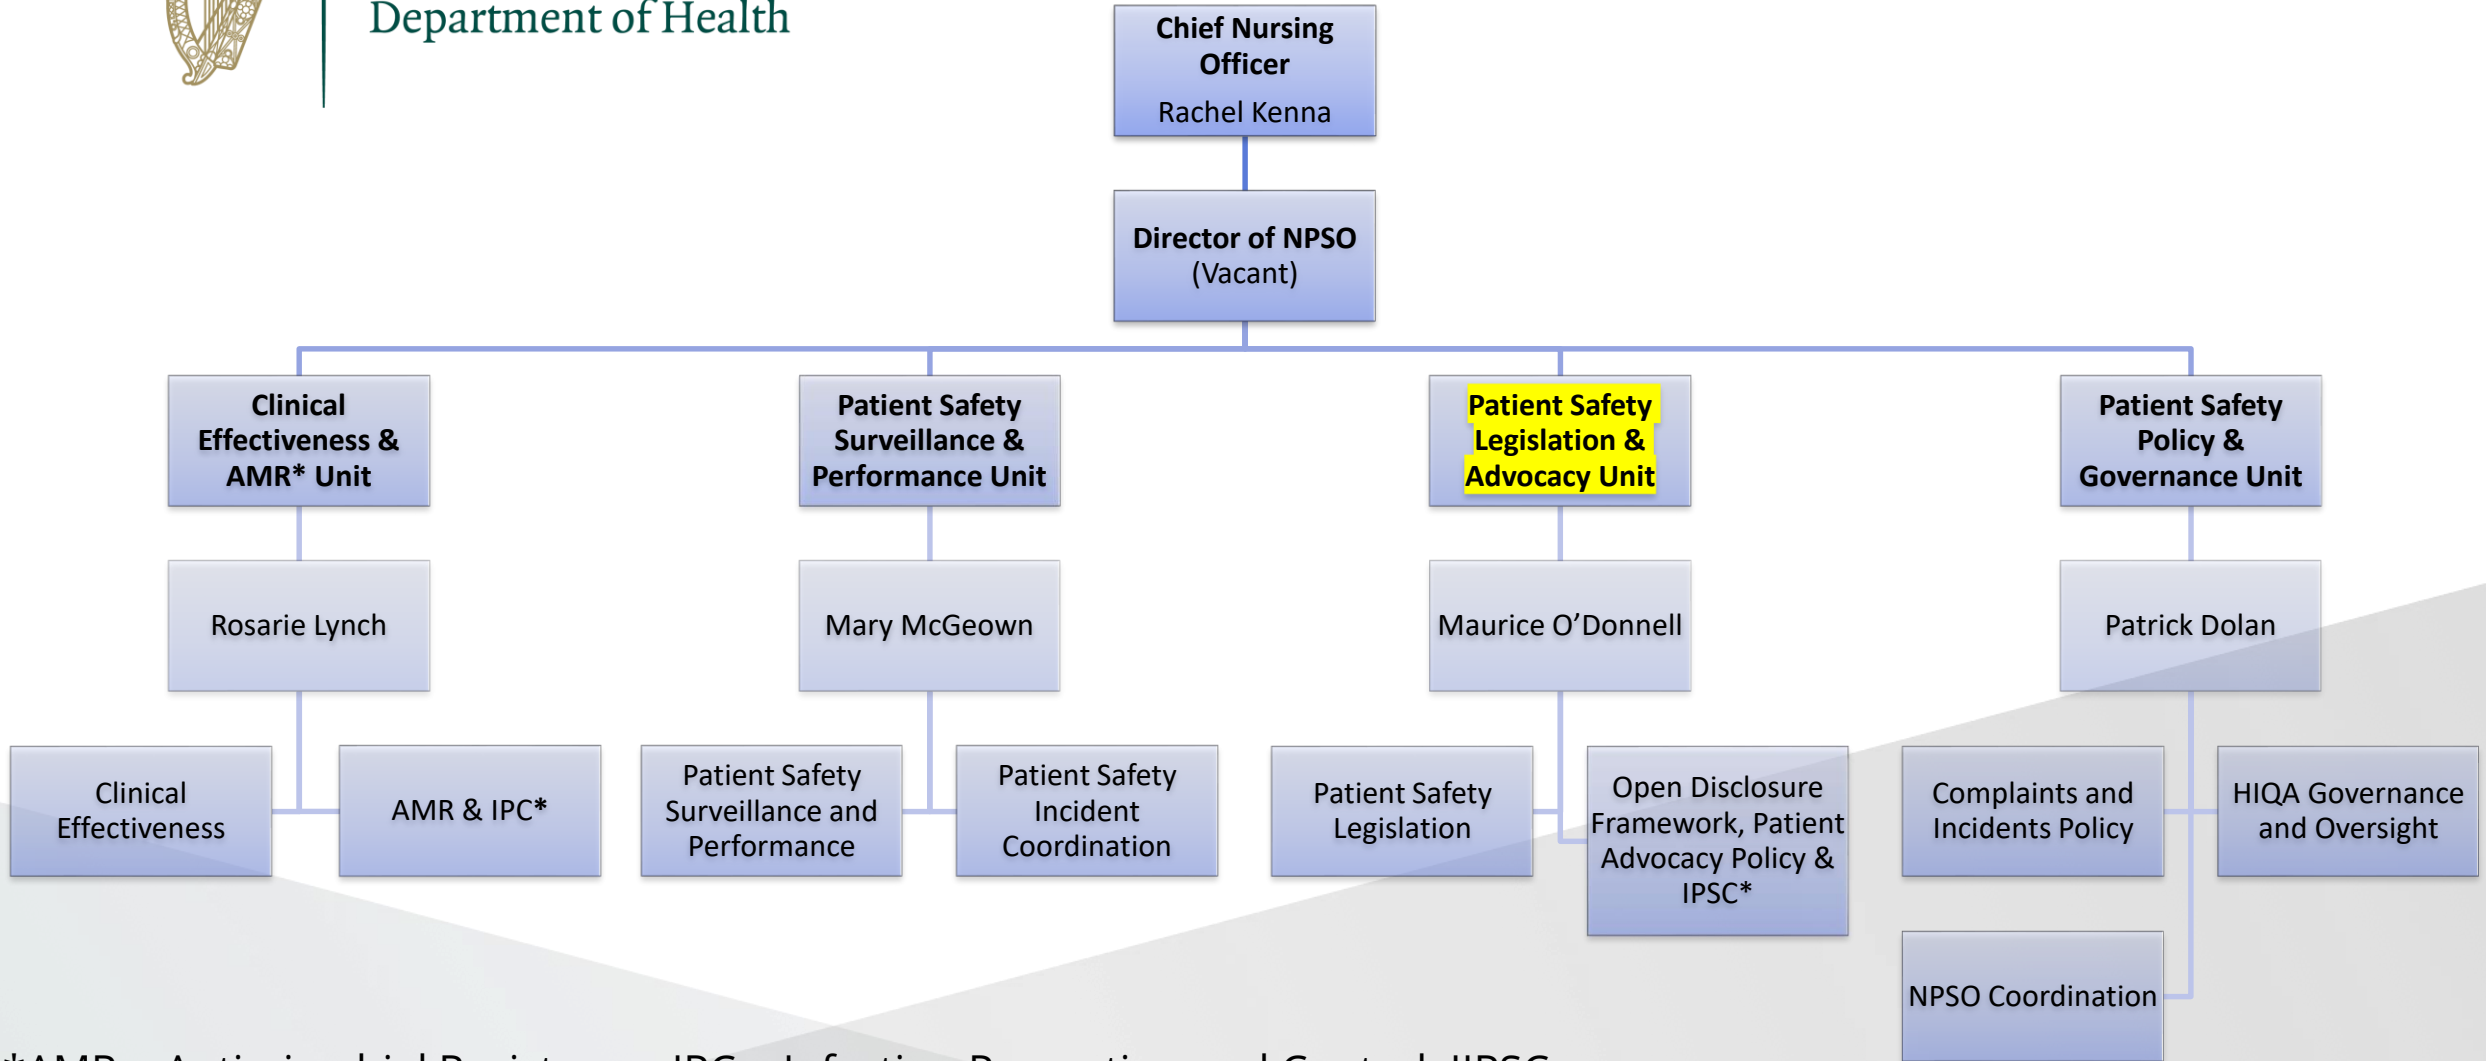 Department of Health
Chief Nursing
Officer
Rachel Kenna
Director of NPSO
(Vacant)
Clinical
Effectiveness &
AMR* Unit
Patient Safety
Surveillance &
Performance Unit
Patient Safety
Legislation &
Advocacy Unit
Patient Safety
Policy &
Governance Unit
Rosarie Lynch
Mary McGeown
Maurice O’Donnell
Patrick Dolan
Clinical
Effectiveness
AMR & IPC*
Patient Safety
Surveillance and
Performance
Patient Safety
Incident
Coordination
Patient Safety
Legislation
Open Disclosure
Framework, Patient
Advocacy Policy &
IPSC*
Complaints and
Incidents Policy
HIQA Governance
and Oversight
NPSO Coordination